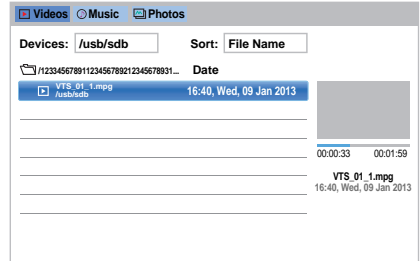 Videos Music Photos
Devices: /usb/sdb Sort: File Name
/12334567891123456789212345678931... Date
VTS_01_1.mpg
/usb/sdb
16:40, Wed, 09 Jan 2013
00:00:33 00:01:59
VTS_01_1.mpg
16:40, Wed, 09 Jan 2013